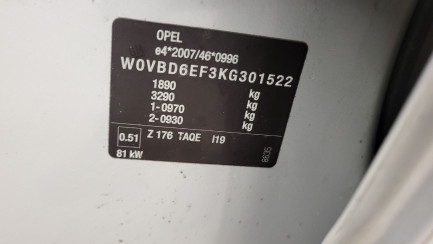 OPEL
e4*2007/46*0996
W0VBD6EF3KG301522
1890 kg
3290 kg
1-0970 kg
2-0930 kg
0.51 Z 176 TAQE I19
81 kW
8635